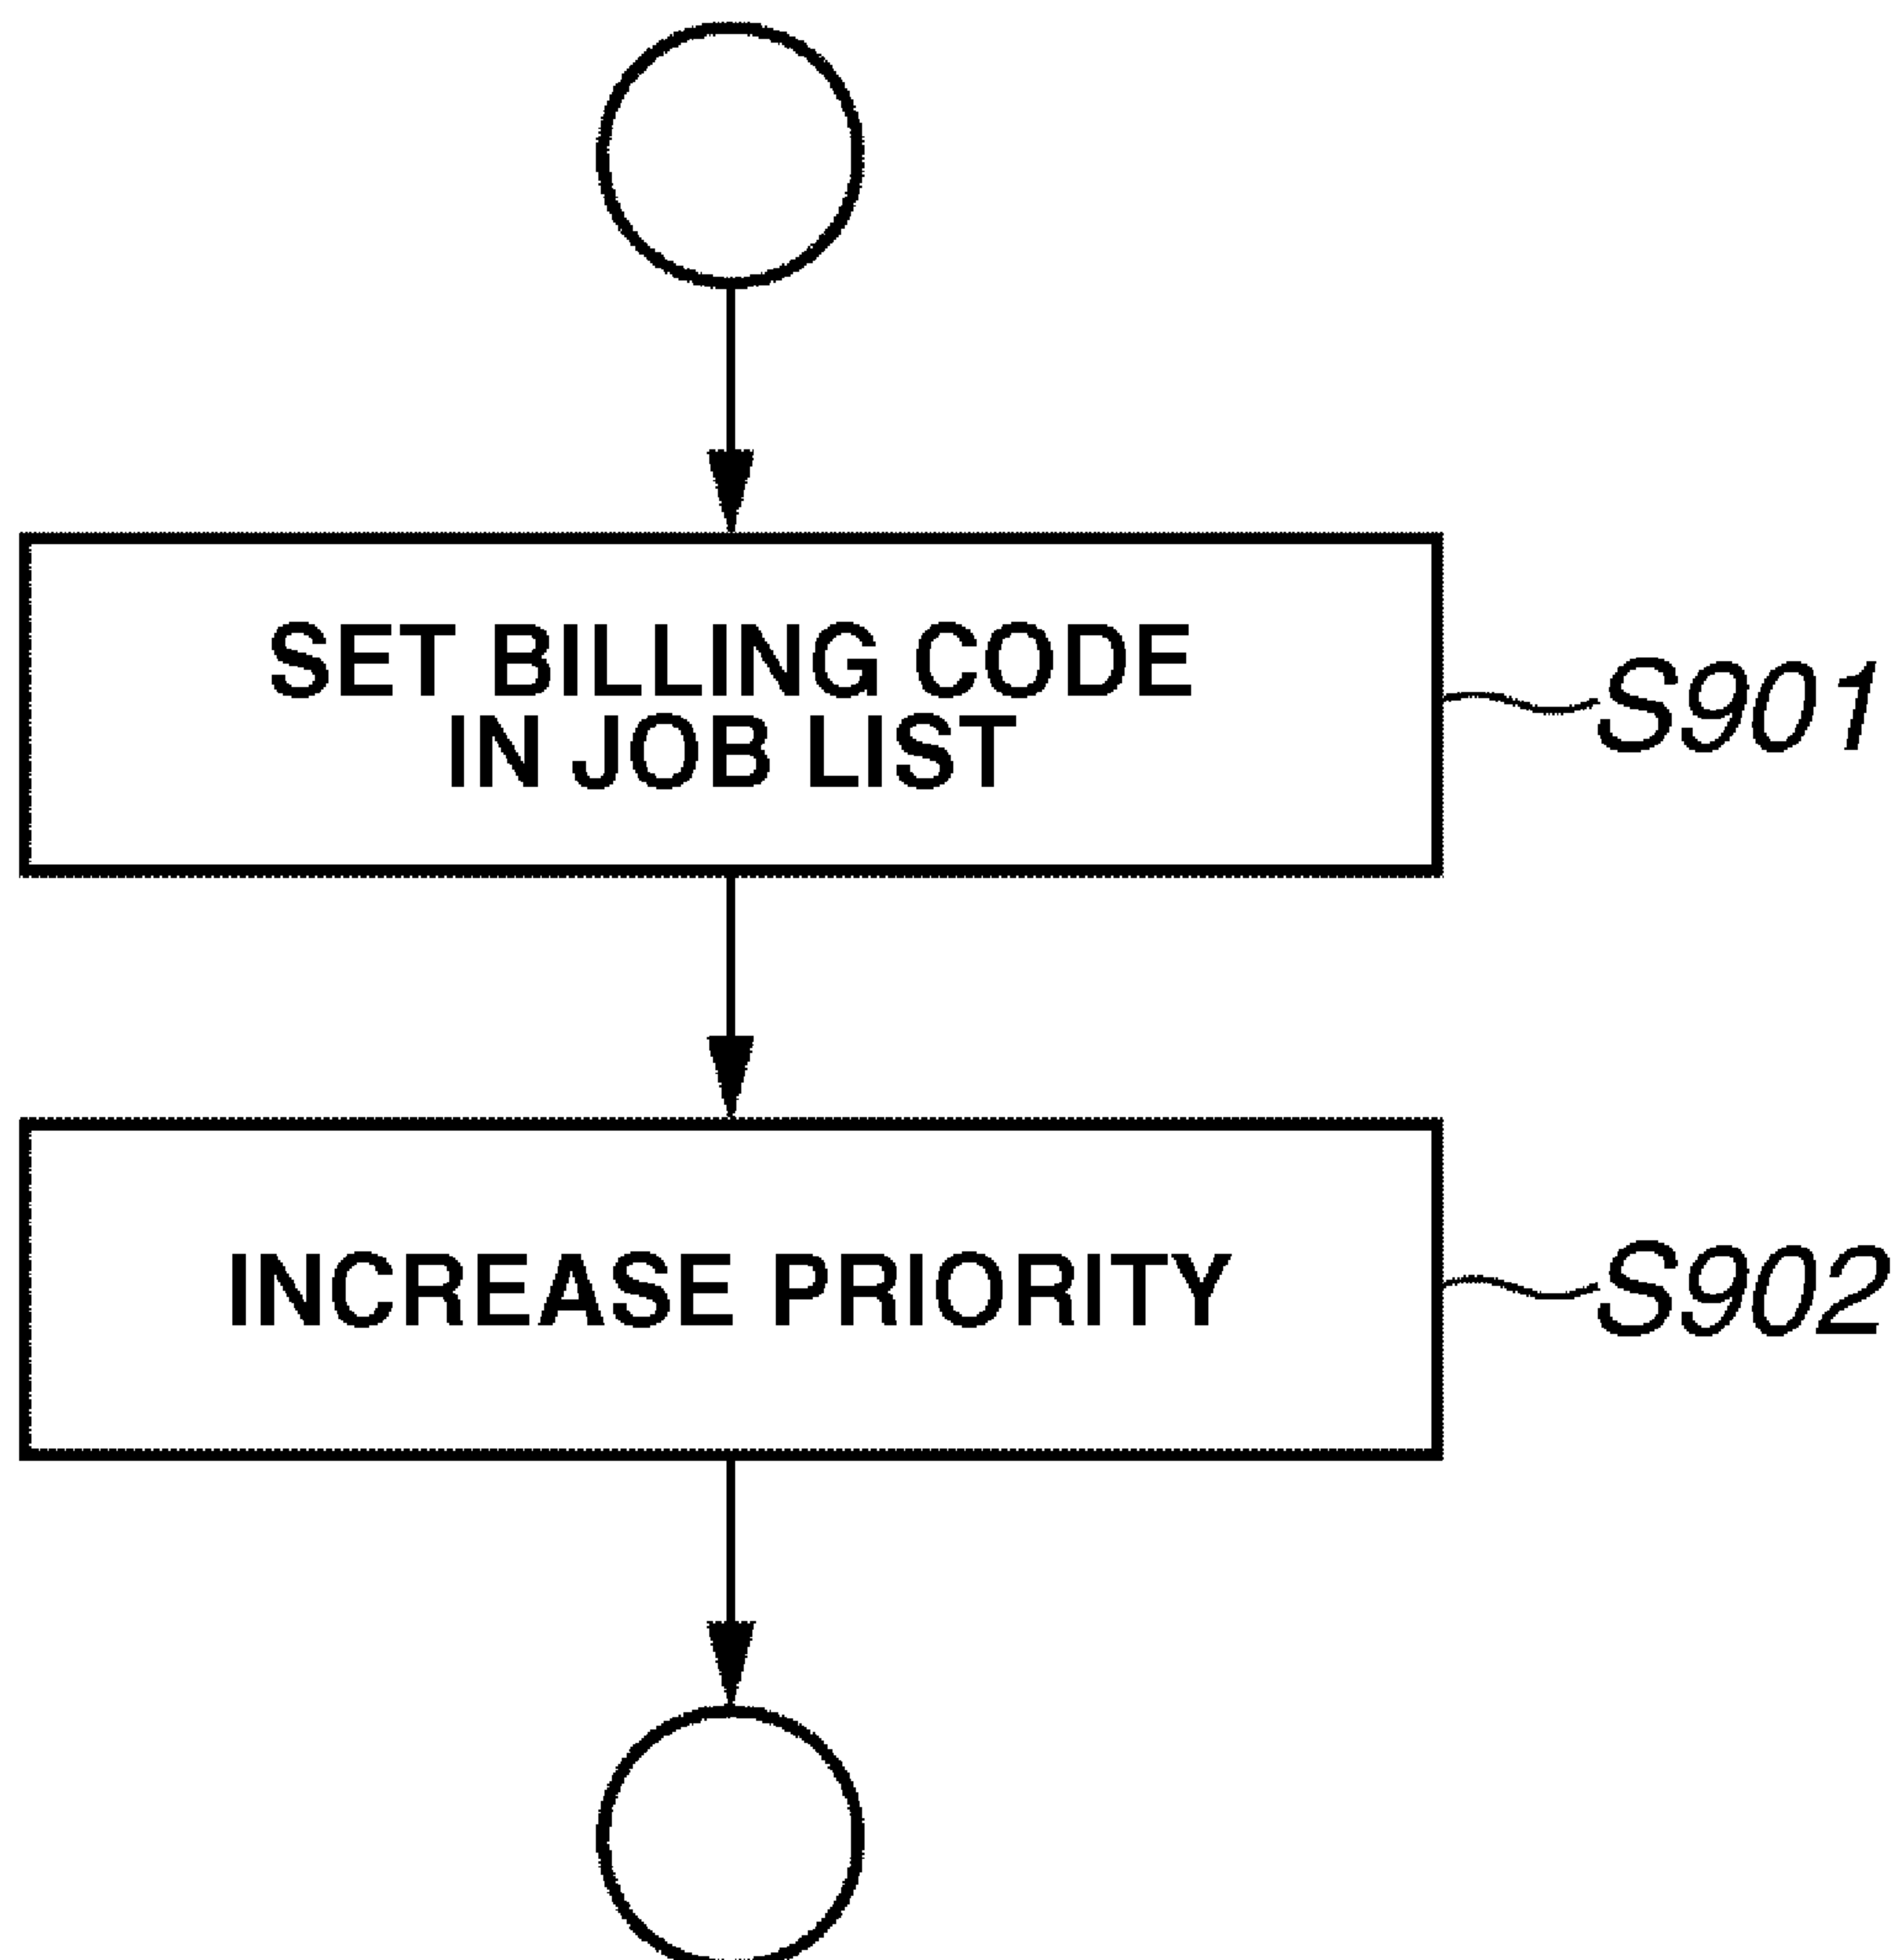 SET BILLING CODE
IN JOB LIST
S901
INCREASE PRIORITY
S902